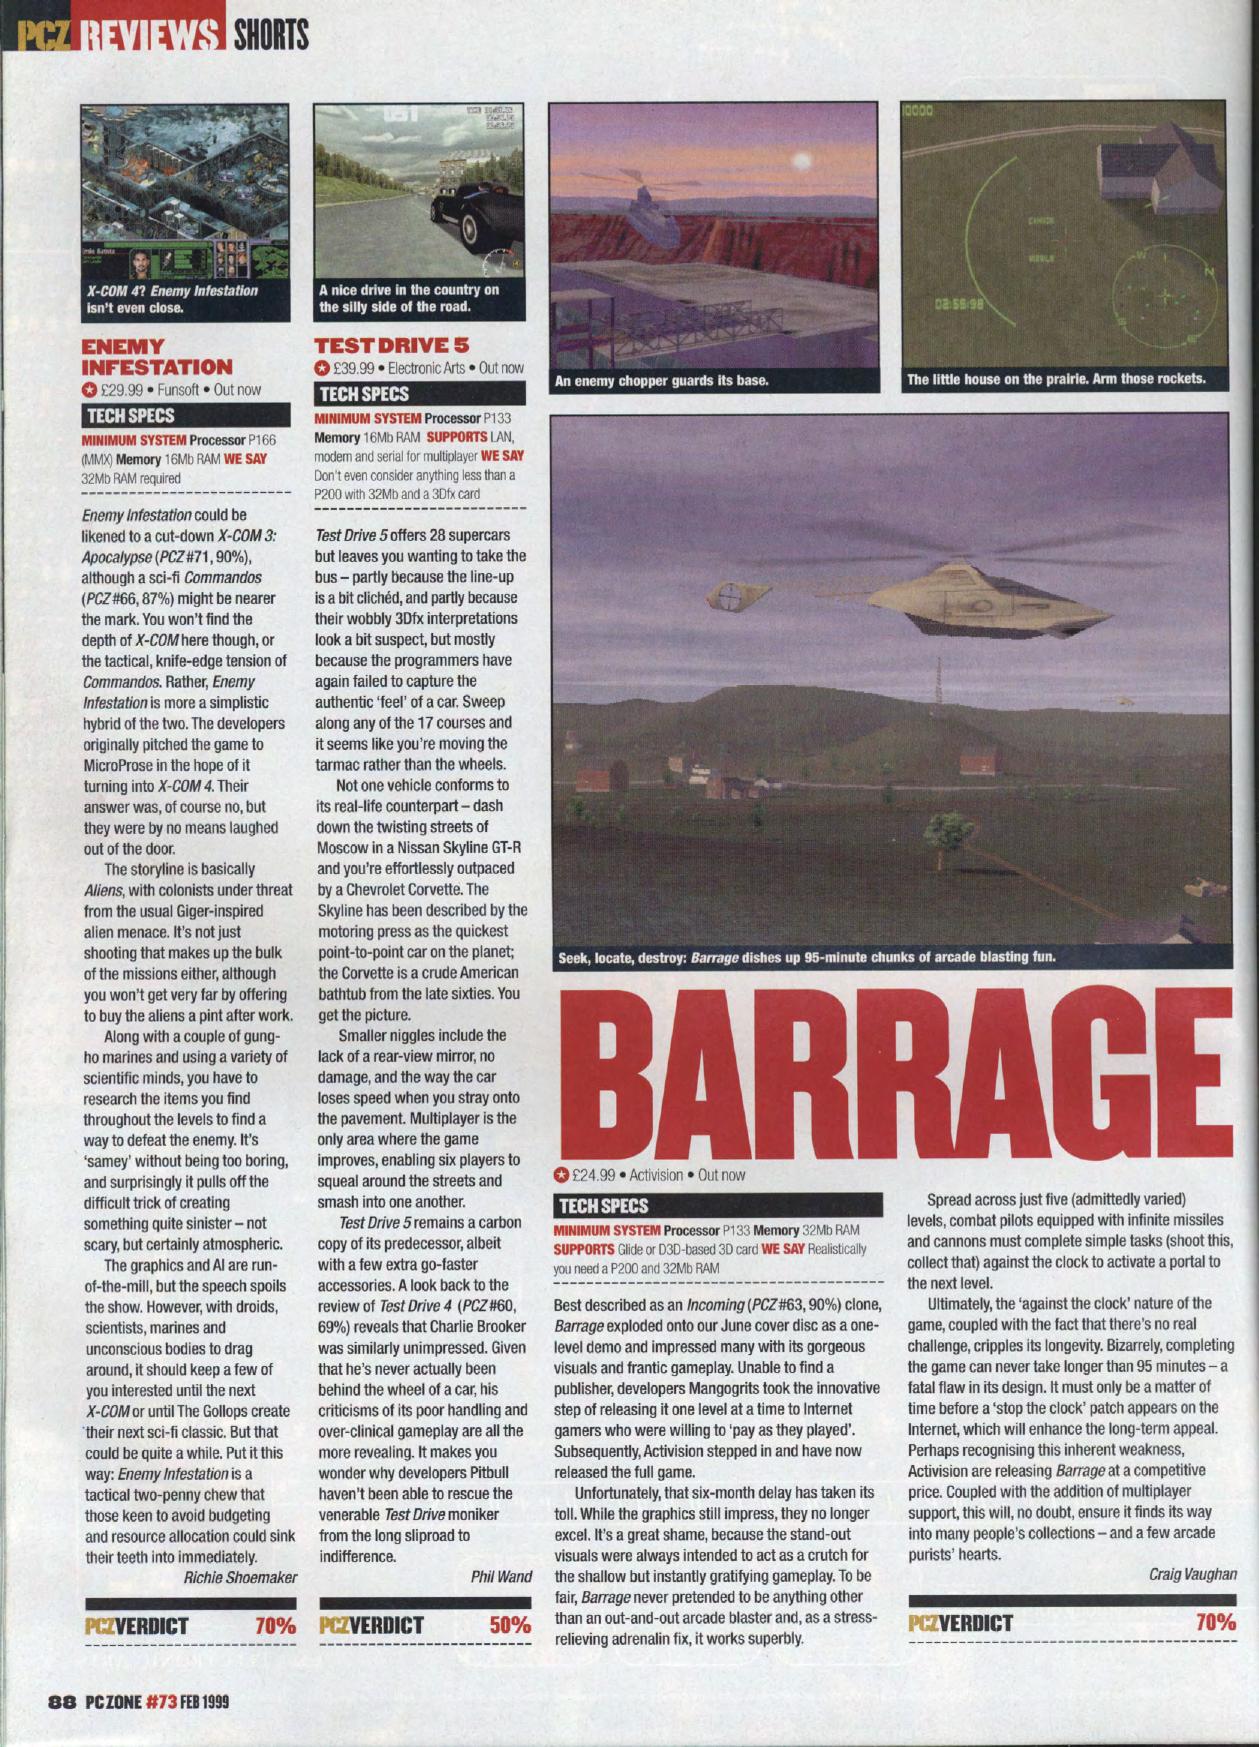 PCZ REVIEWS SHORTS
X-COM 4? Enemy Infestation
isn't even close.
ENEMY
INFESTATION
£29.99 • Funsoft • Out now
TECH SPECS
MINIMUM SYSTEM Processor P166
(MMX) Memory 16Mb RAM WE SAY
32Mb RAM required
Enemy Infestation could be
likened to a cut-down X-COM 3:
Apocalypse (PCZ #71, 90%),
although a sci-fi Commandos
(PCZ #66, 87%) might be nearer
the mark. You won't find the
depth of X-COM here though, or
the tactical, knife-edge tension of
Commandos. Rather, Enemy
Infestation is more a simplistic
hybrid of the two. The developers
originally pitched the game to
MicroProse in the hope of it
turning into X-COM 4. Their
answer was, of course no, but
they were by no means laughed
out of the door.
The storyline is basically
Aliens, with colonists under threat
from the usual Giger-inspired
alien menace. It's not just
shooting that makes up the bulk
of the missions either, although
you won't get very far by offering
to buy the aliens a pint after work.
Along with a couple of gung-
ho marines and using a variety of
scientific minds, you have to
research the items you find
throughout the levels to find a
way to defeat the enemy. It's
'samey' without being too boring,
and surprisingly it pulls off the
difficult trick of creating
something quite sinister – not
scary, but certainly atmospheric.
The graphics and AI are run-
of-the-mill, but the speech spoils
the show. However, with droids,
scientists, marines and
unconscious bodies to drag
around, it should keep a few of
you interested until the next
X-COM or until The Gollops create
their next sci-fi classic. But that
could be quite a while. Put it this
way: Enemy Infestation is a
tactical two-penny chew that
those keen to avoid budgeting
and resource allocation could sink
their teeth into immediately.
Richie Shoemaker
PCZVERDICT 70%
A nice drive in the country on
the silly side of the road.
TEST DRIVE 5
£39.99 • Electronic Arts • Out now
TECH SPECS
MINIMUM SYSTEM Processor P133
Memory 16Mb RAM SUPPORTS LAN,
modem and serial for multiplayer WE SAY
Don't even consider anything less than a
P200 with 32Mb and a 3Dfx card
Test Drive 5 offers 28 supercars
but leaves you wanting to take the
bus – partly because the line-up
is a bit clichéd, and partly because
their wobbly 3Dfx interpretations
look a bit suspect, but mostly
because the programmers have
again failed to capture the
authentic 'feel' of a car. Sweep
along any of the 17 courses and
it seems like you're moving the
tarmac rather than the wheels.
Not one vehicle conforms to
its real-life counterpart – dash
down the twisting streets of
Moscow in a Nissan Skyline GT-R
and you're effortlessly outpaced
by a Chevrolet Corvette. The
Skyline has been described by the
motoring press as the quickest
point-to-point car on the planet;
the Corvette is a crude American
bathtub from the late sixties. You
get the picture.
Smaller niggles include the
lack of a rear-view mirror, no
damage, and the way the car
loses speed when you stray onto
the pavement. Multiplayer is the
only area where the game
improves, enabling six players to
squeal around the streets and
smash into one another.
Test Drive 5 remains a carbon
copy of its predecessor, albeit
with a few extra go-faster
accessories. A look back to the
review of Test Drive 4 (PCZ #60,
69%) reveals that Charlie Brooker
was similarly unimpressed. Given
that he's never actually been
behind the wheel of a car, his
criticisms of its poor handling and
over-clinical gameplay are all the
more revealing. It makes you
wonder why developers Pitbull
haven't been able to rescue the
venerable Test Drive moniker
from the long sliproad to
indifference.
Phil Wand
PCZVERDICT 50%
An enemy chopper guards its base.
10000
CANNON
MISSILE
02:56:98
W
N
S
E
The little house on the prairie. Arm those rockets.
Seek, locate, destroy: Barrage dishes up 95-minute chunks of arcade blasting fun.
BARRAGE
£24.99 • Activision • Out now
TECH SPECS
MINIMUM SYSTEM Processor P133 Memory 32Mb RAM
SUPPORTS Glide or D3D-based 3D card WE SAY Realistically
you need a P200 and 32Mb RAM
Best described as an Incoming (PCZ #63, 90%) clone,
Barrage exploded onto our June cover disc as a one-
level demo and impressed many with its gorgeous
visuals and frantic gameplay. Unable to find a
publisher, developers Mangogrits took the innovative
step of releasing it one level at a time to Internet
gamers who were willing to 'pay as they played'.
Subsequently, Activision stepped in and have now
released the full game.
Unfortunately, that six-month delay has taken its
toll. While the graphics still impress, they no longer
excel. It's a great shame, because the stand-out
visuals were always intended to act as a crutch for
the shallow but instantly gratifying gameplay. To be
fair, Barrage never pretended to be anything other
than an out-and-out arcade blaster and, as a stress-
relieving adrenalin fix, it works superbly.
Spread across just five (admittedly varied)
levels, combat pilots equipped with infinite missiles
and cannons must complete simple tasks (shoot this,
collect that) against the clock to activate a portal to
the next level.
Ultimately, the 'against the clock' nature of the
game, coupled with the fact that there's no real
challenge, cripples its longevity. Bizarrely, completing
the game can never take longer than 95 minutes – a
fatal flaw in its design. It must only be a matter of
time before a 'stop the clock' patch appears on the
Internet, which will enhance the long-term appeal.
Perhaps recognising this inherent weakness,
Activision are releasing Barrage at a competitive
price. Coupled with the addition of multiplayer
support, this will, no doubt, ensure it finds its way
into many people's collections – and a few arcade
purists' hearts.
Craig Vaughan
PCZVERDICT 70%
88 PCZONE #73 FEB 1999